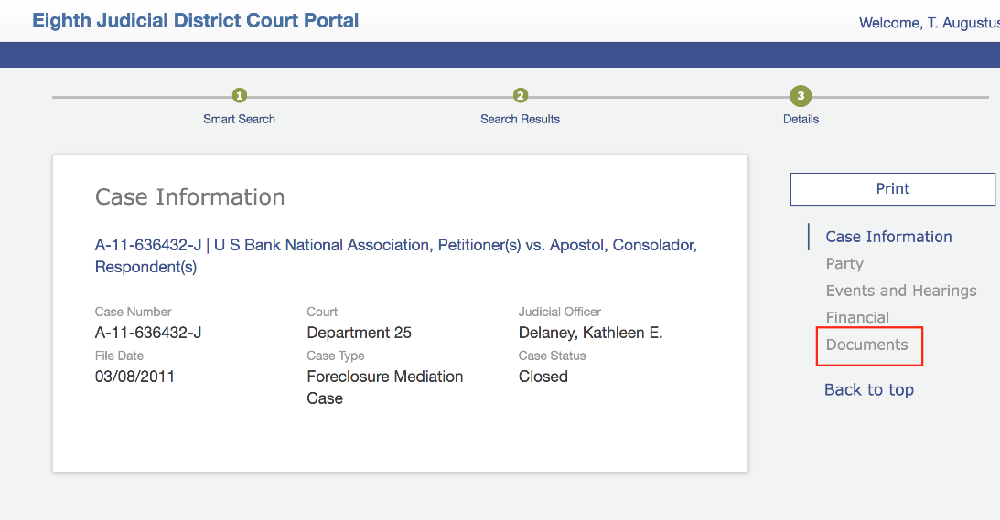 Eighth Judicial District Court Portal
Welcome, T. Augustus
1
2
3
Smart Search
Search Results
Details
Case Information
A-11-636432-J | U S Bank National Association, Petitioner(s) vs. Apostol, Consolador,
Respondent(s)
Case Number
Court
Judicial Officer
A-11-636432-J
Department 25
Delaney, Kathleen E.
File Date
Case Type
Case Status
03/08/2011
Foreclosure Mediation
Case
Closed
Print
Case Information
Party
Events and Hearings
Financial
Documents
Back to top